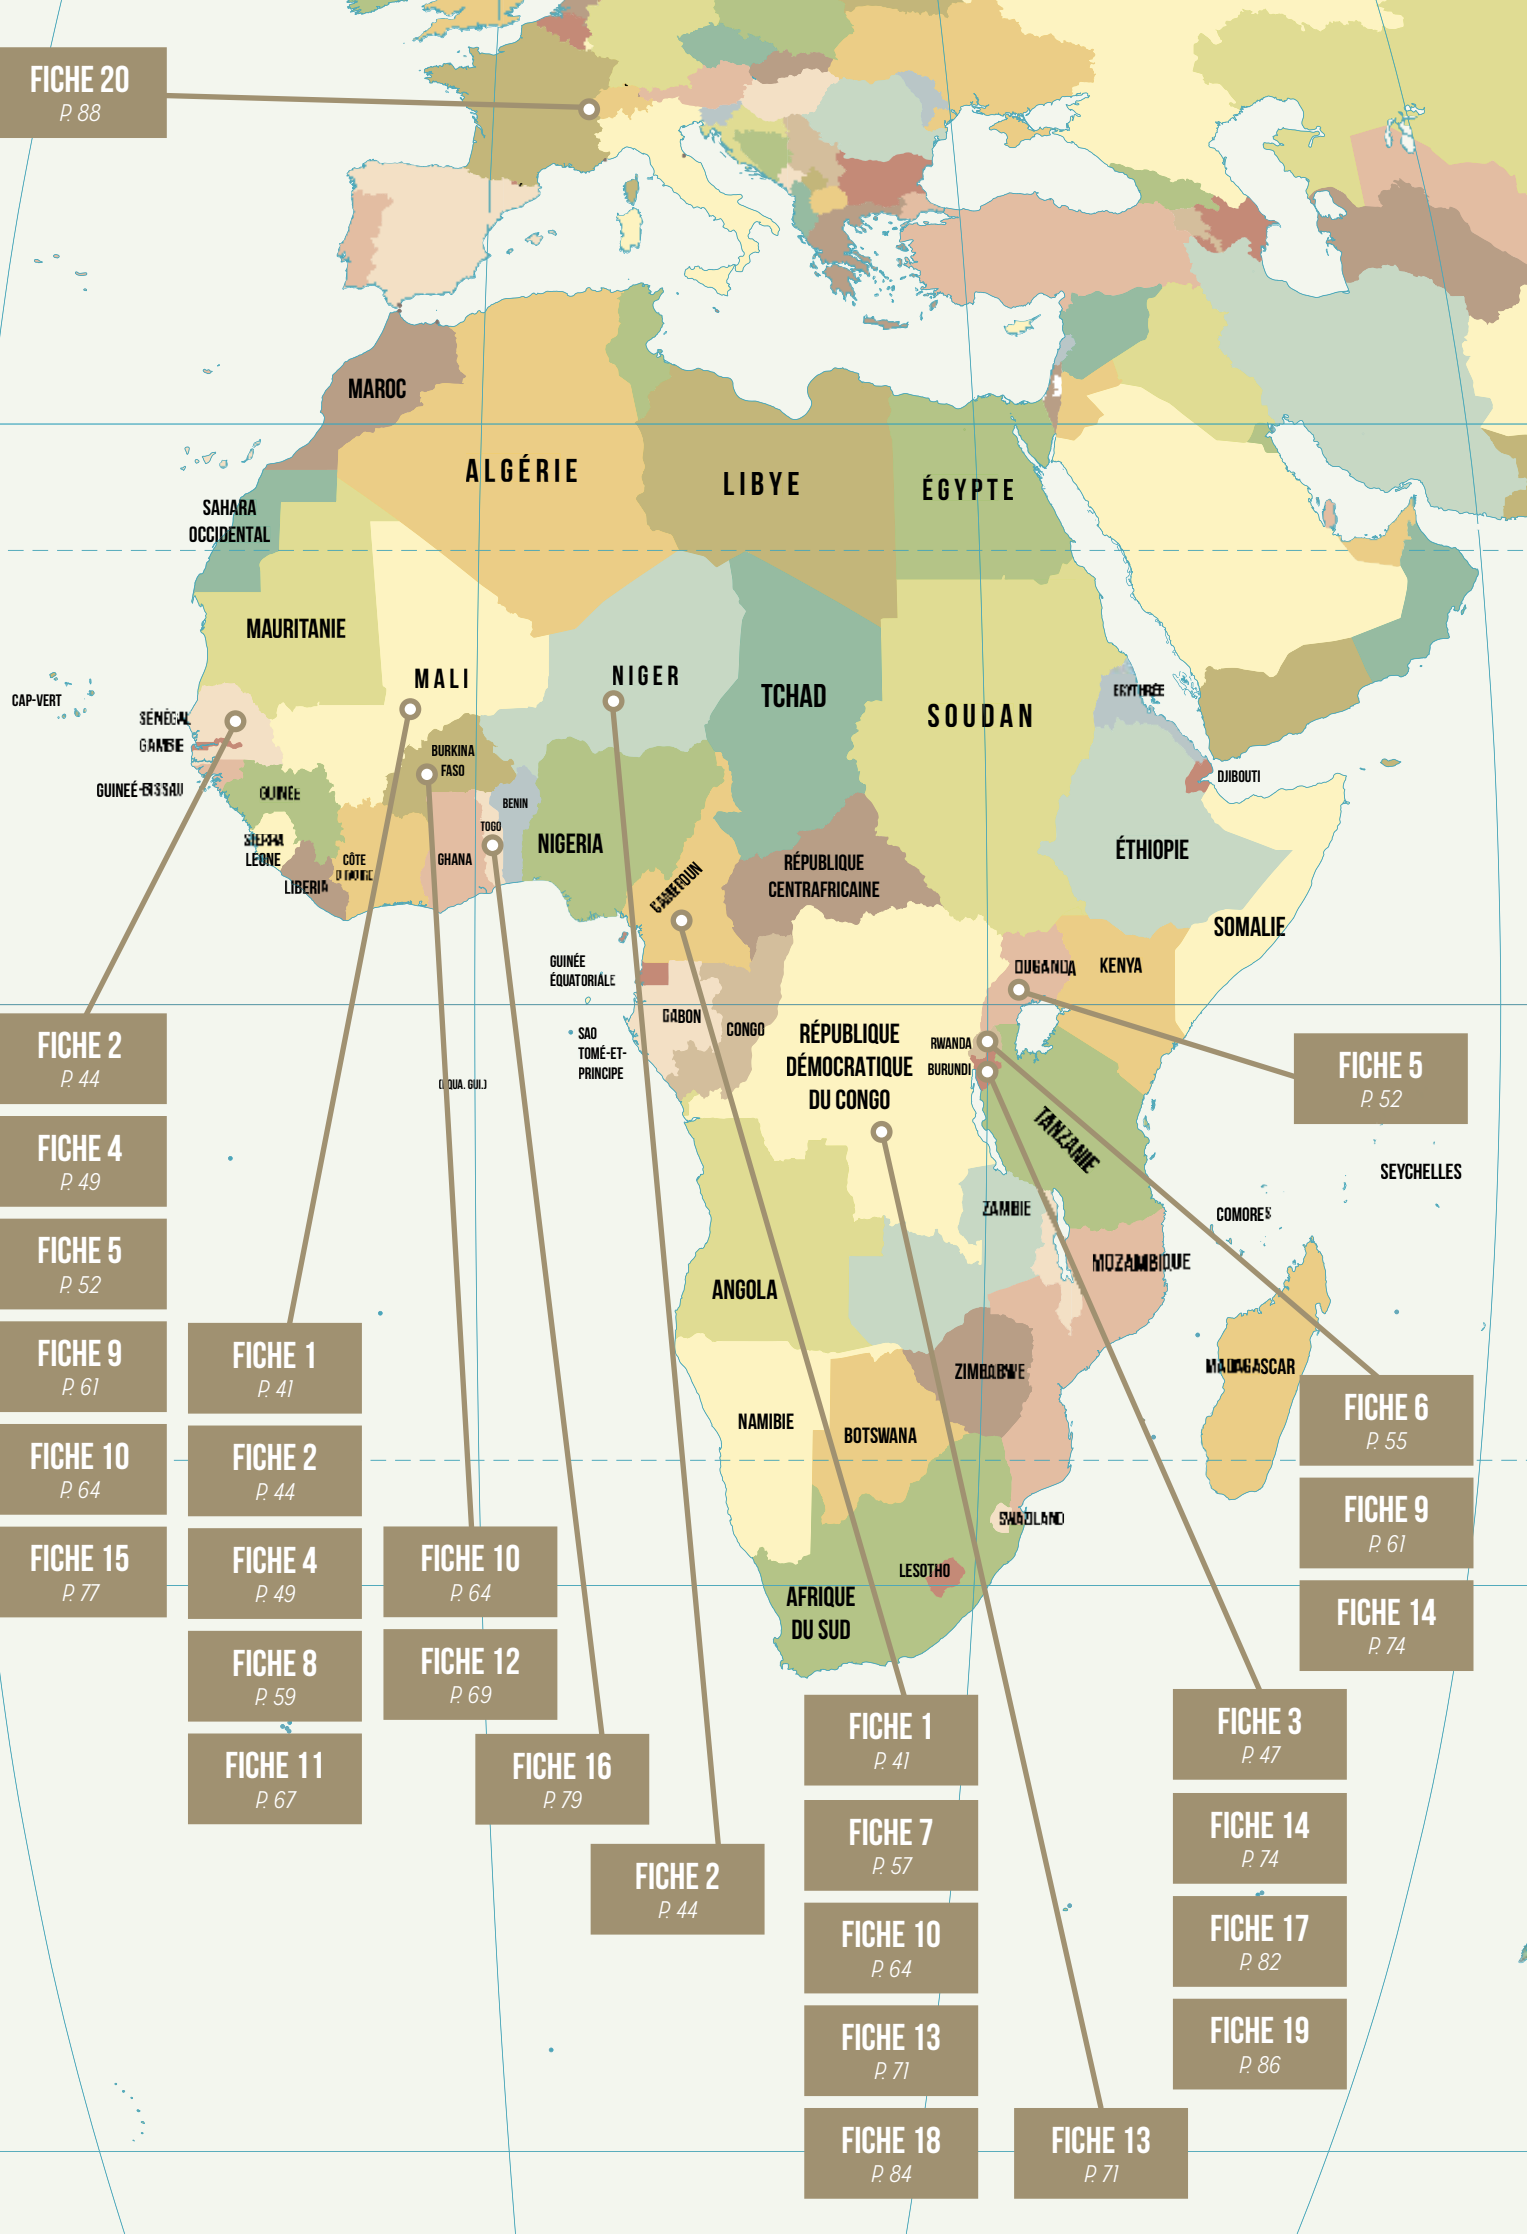 FICHE 20
P. 88
MAROC
ALGÉRIE
LIBYE
ÉGYPTE
SAHARA
OCCIDENTAL
MAURITANIE
MALI
NIGER
TCHAD
SOUDAN
ERYTHRÉE
CAP-VERT
SÉNÉGAL
GAMBIE
GUINÉE-BISSAU
GUINÉE
BURKINA
FASO
DJIBOUTI
BENIN
TOGO
NIGERIA
SIERRA
LEONE
CÔTE
GHANA
LIBERIA
CAMEROUN
RÉPUBLIQUE
CENTRAFRICAINE
ÉTHIOPIE
SOMALIE
GUINÉE
ÉQUATORIALE
OUGANDA
KENYA
GABON
CONGO
SAO
TOMÉ-ET-
PRINCIPE
(EQUA. GUI.)
RÉPUBLIQUE
DÉMOCRATIQUE
DU CONGO
RWANDA
BURUNDI
TANZANIE
SEYCHELLES
COMORES
ZAMBIE
MOZAMBIQUE
ANGOLA
ZIMBABWE
MADAGASCAR
NAMIBIE
BOTSWANA
SWAZILAND
LESOTHO
AFRIQUE
DU SUD
FICHE 2
P. 44
FICHE 4
P. 49
FICHE 5
P. 52
FICHE 9
P. 61
FICHE 10
P. 64
FICHE 15
P. 77
FICHE 1
P. 41
FICHE 2
P. 44
FICHE 4
P. 49
FICHE 8
P. 59
FICHE 11
P. 67
FICHE 10
P. 64
FICHE 12
P. 69
FICHE 16
P. 79
FICHE 2
P. 44
FICHE 1
P. 41
FICHE 7
P. 57
FICHE 10
P. 64
FICHE 13
P. 71
FICHE 18
P. 84
FICHE 13
P. 71
FICHE 3
P. 47
FICHE 14
P. 74
FICHE 17
P. 82
FICHE 19
P. 86
FICHE 5
P. 52
FICHE 6
P. 55
FICHE 9
P. 61
FICHE 14
P. 74